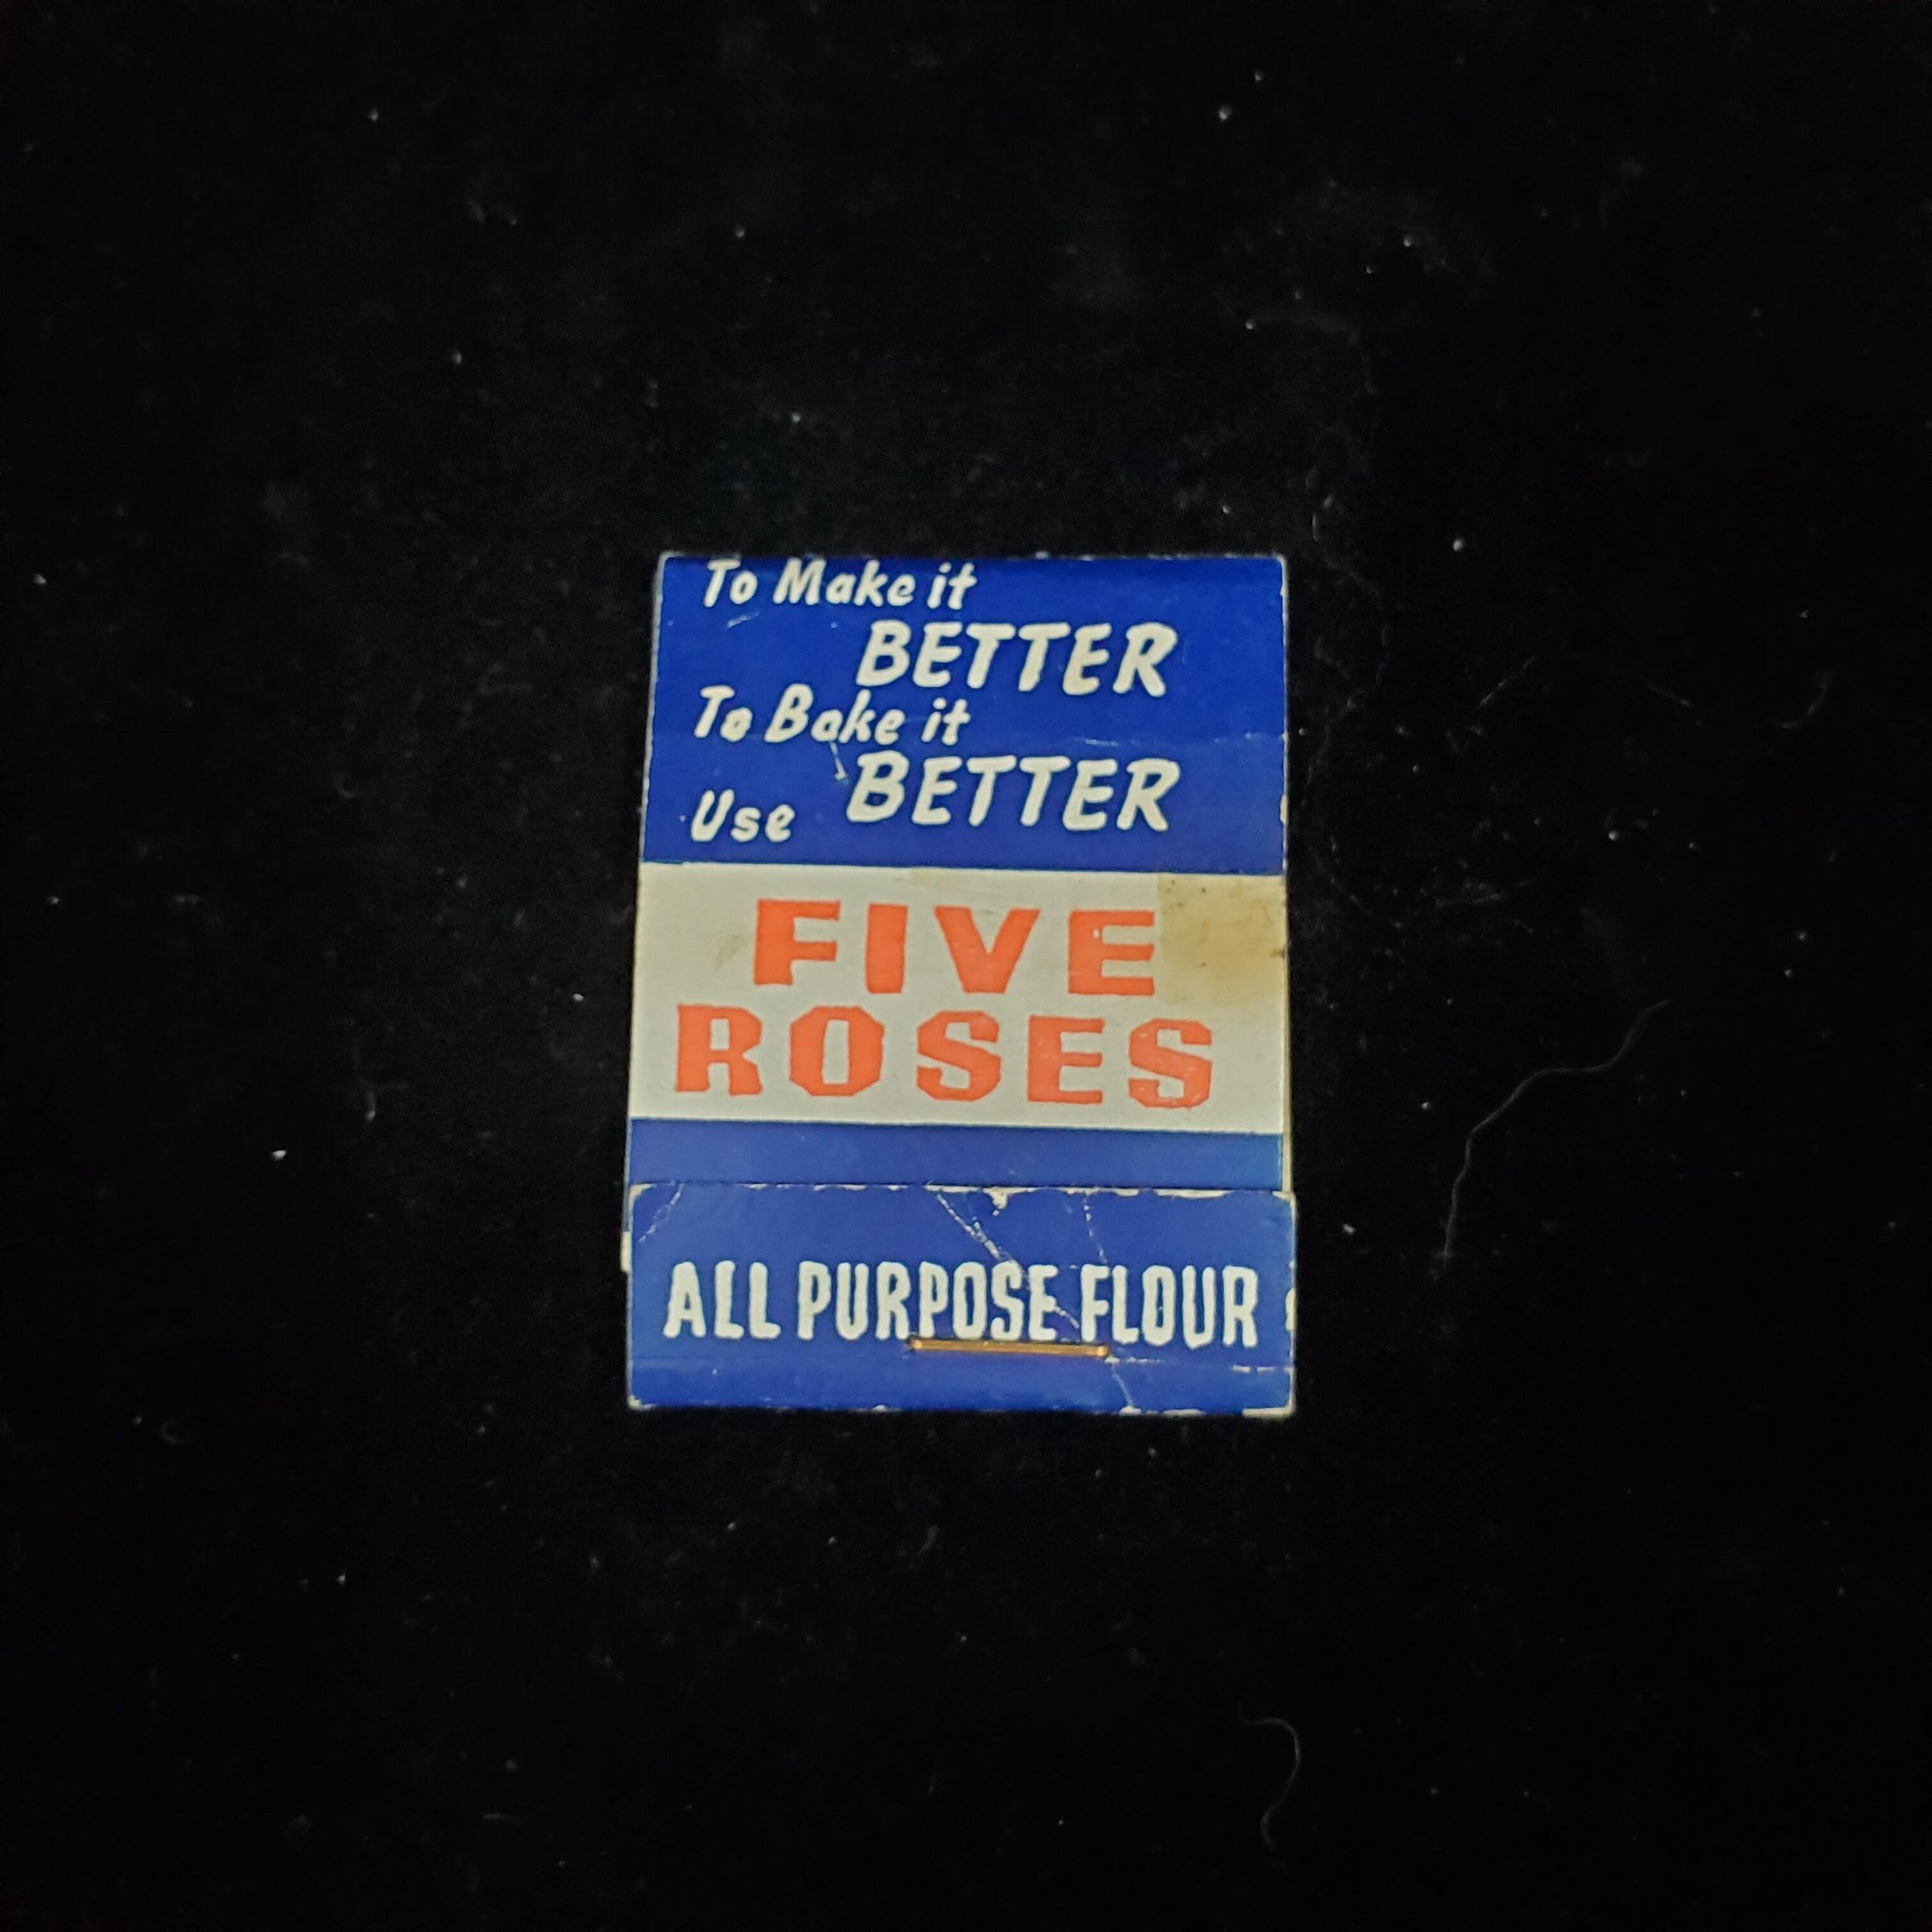 To Make it
BETTER
To Bake it
BETTER
Use
FIVE
ROSES
ALL PURPOSE FLOUR